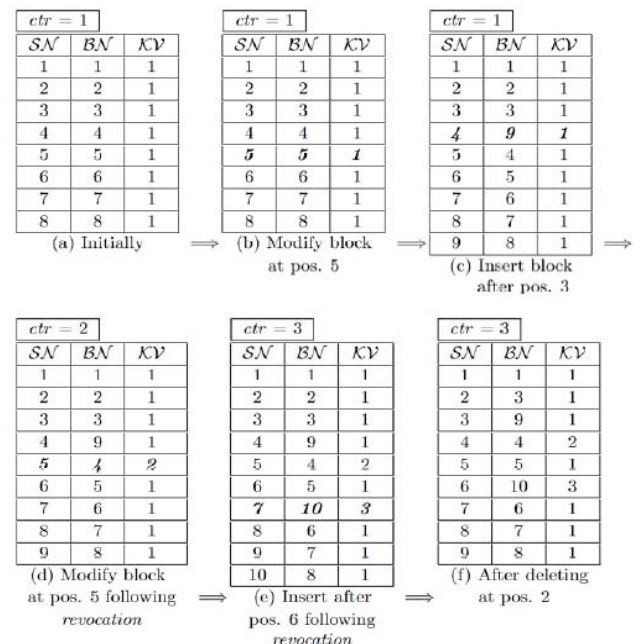 ctr = 1
SN BN KV
1 1 1
2 2 1
3 3 1
4 4 1
5 5 1
6 6 1
7 7 1
8 8 1
(a) Initially
⟹
ctr = 1
SN BN KV
1 1 1
2 2 1
3 3 1
4 4 1
5 5 1
6 6 1
7 7 1
8 8 1
(b) Modify block
at pos. 5
⟹
ctr = 1
SN BN KV
1 1 1
2 2 1
3 3 1
4 9 1
5 4 1
6 5 1
7 6 1
8 7 1
9 8 1
(c) Insert block
after pos. 3
⟹
ctr = 2
SN BN KV
1 1 1
2 2 1
3 3 1
4 9 1
5 4 2
6 5 1
7 6 1
8 7 1
9 8 1
(d) Modify block
at pos. 5 following
revocation
⟹
ctr = 3
SN BN KV
1 1 1
2 2 1
3 3 1
4 9 1
5 4 2
6 5 1
7 10 3
8 6 1
9 7 1
10 8 1
(e) Insert after
pos. 6 following
revocation
⟹
ctr = 3
SN BN KV
1 1 1
2 3 1
3 9 1
4 4 2
5 5 1
6 10 3
7 6 1
8 7 1
9 8 1
(f) After deleting
at pos. 2